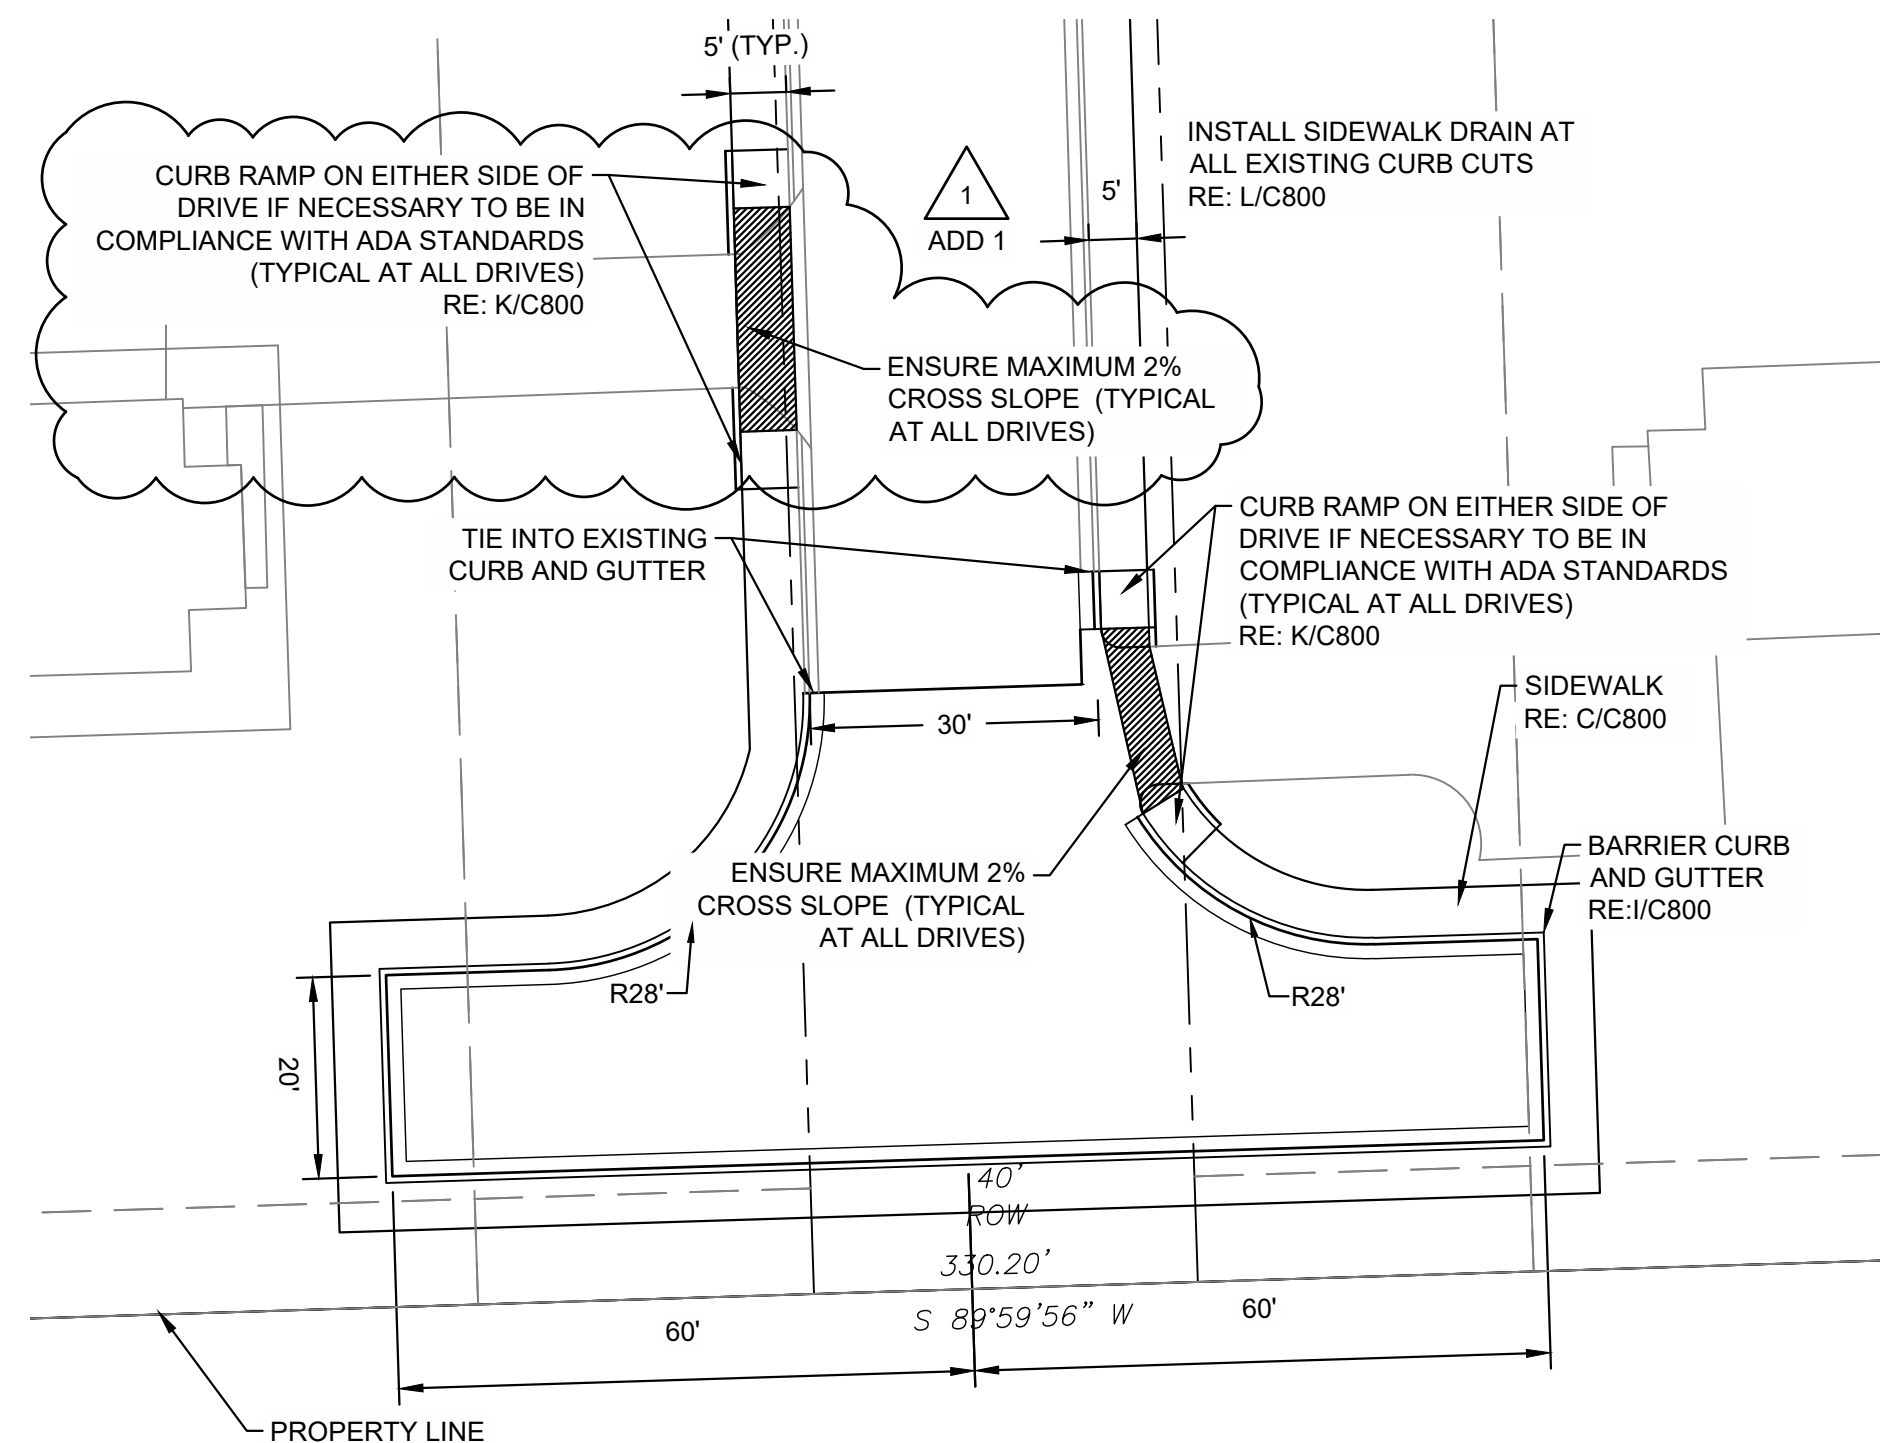 5' (TYP.)
CURB RAMP ON EITHER SIDE OF
DRIVE IF NECESSARY TO BE IN
COMPLIANCE WITH ADA STANDARDS
(TYPICAL AT ALL DRIVES)
RE: K/C800
1
ADD 1
5'
INSTALL SIDEWALK DRAIN AT
ALL EXISTING CURB CUTS
RE: L/C800
ENSURE MAXIMUM 2%
CROSS SLOPE (TYPICAL
AT ALL DRIVES)
TIE INTO EXISTING
CURB AND GUTTER
CURB RAMP ON EITHER SIDE OF
DRIVE IF NECESSARY TO BE IN
COMPLIANCE WITH ADA STANDARDS
(TYPICAL AT ALL DRIVES)
RE: K/C800
SIDEWALK
RE: C/C800
30'
BARRIER CURB
AND GUTTER
RE:I/C800
ENSURE MAXIMUM 2%
CROSS SLOPE (TYPICAL
AT ALL DRIVES)
R28'
R28'
20'
40'
ROW
330.20'
S 89°59'56" W
60'
60'
PROPERTY LINE